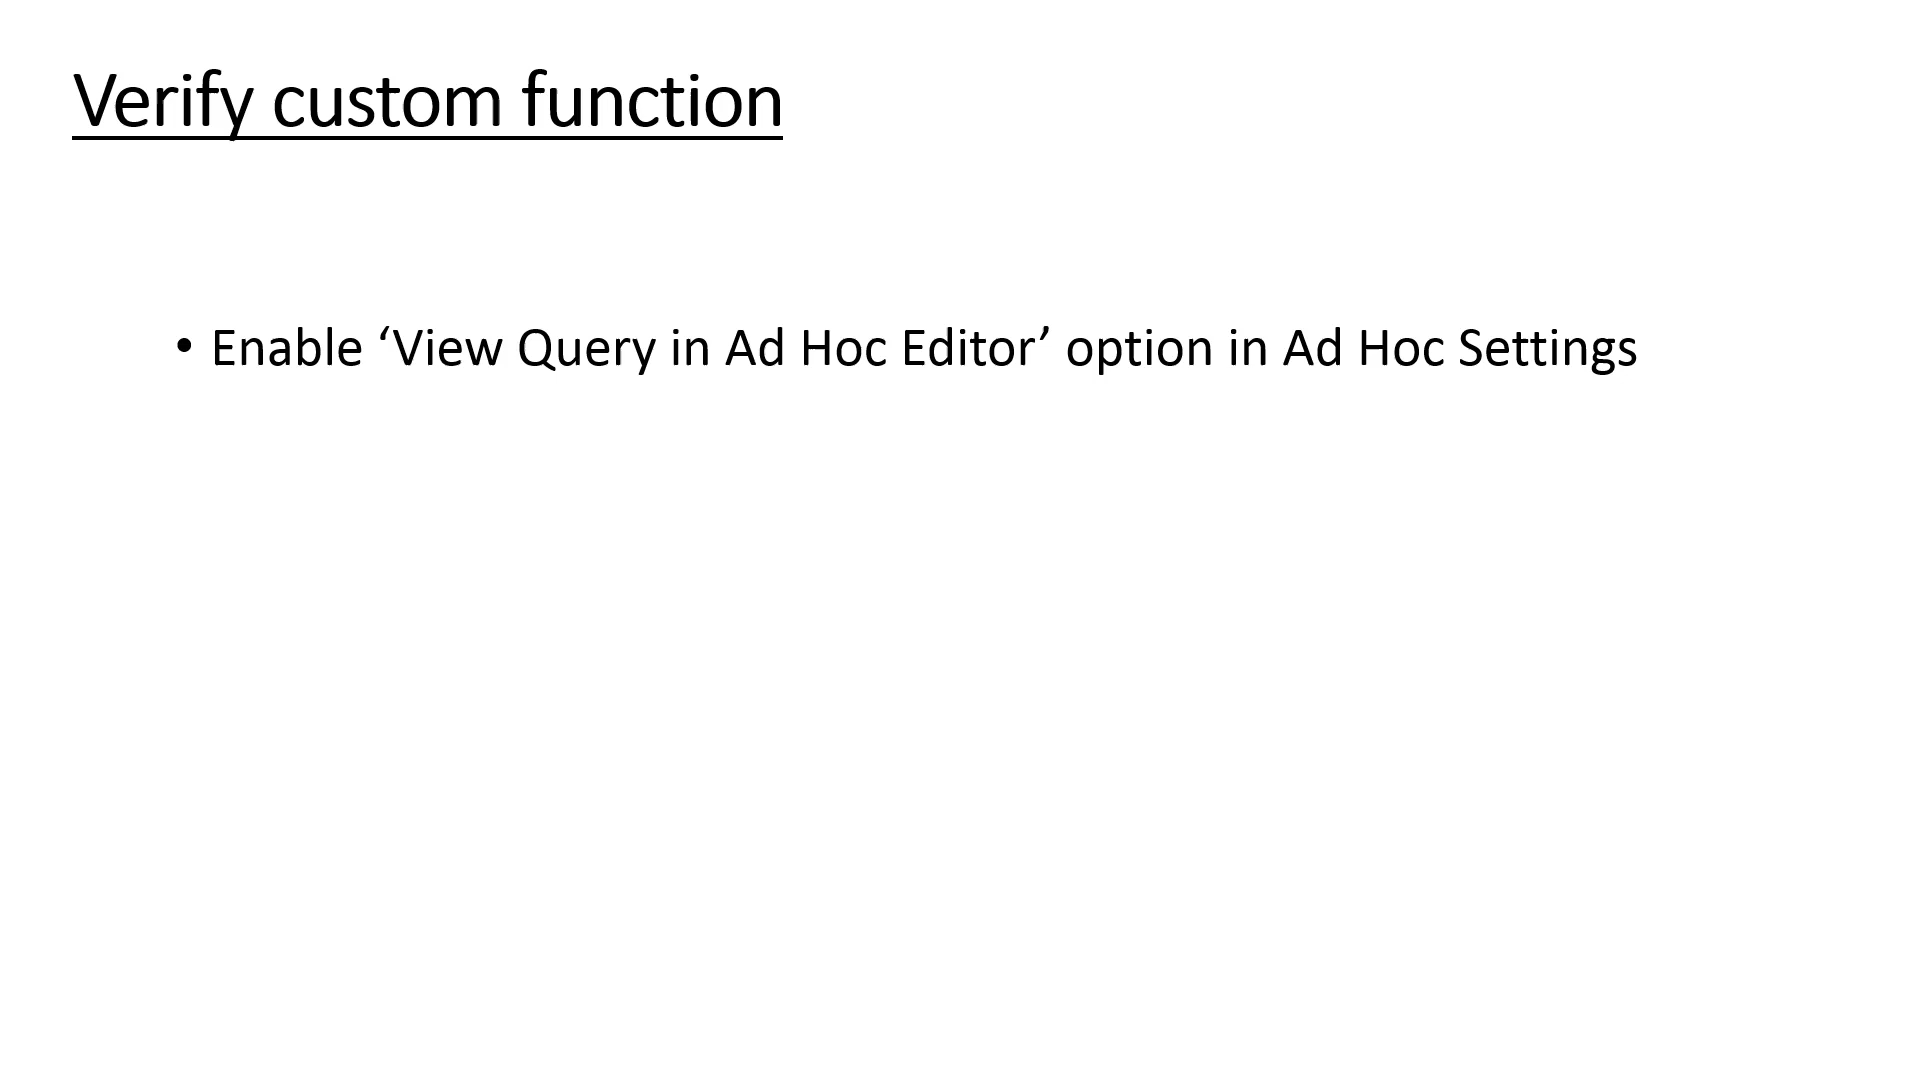 Verify custom function
• Enable ‘View Query in Ad Hoc Editor’ option in Ad Hoc Settings